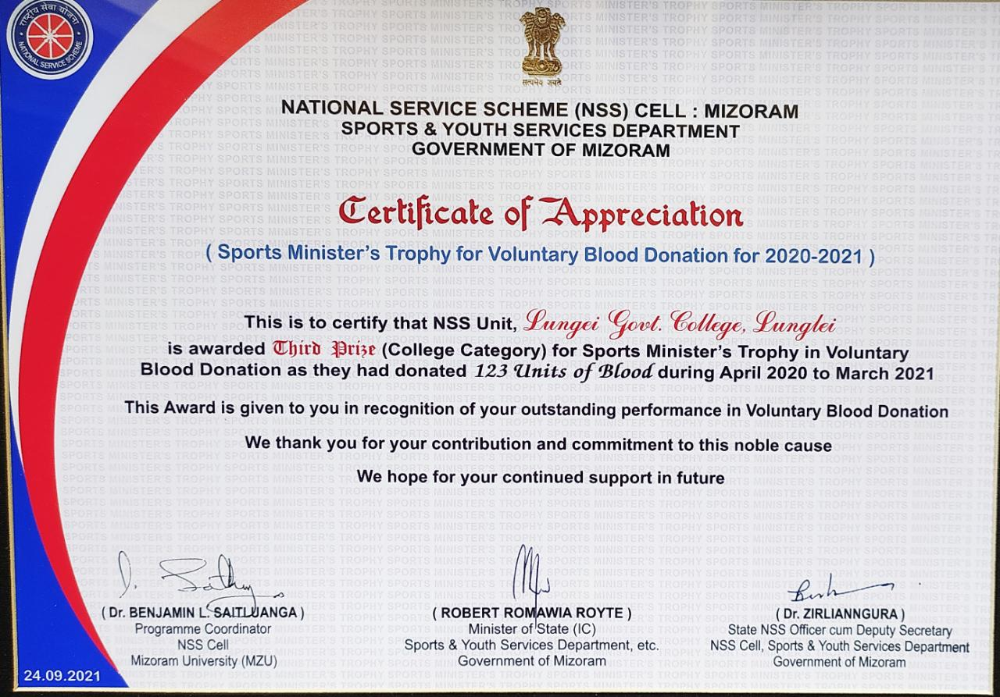 राष्ट्रीय सेवा योजना
NATIONAL SERVICE SCHEME
सत्यमेव जयते
NATIONAL SERVICE SCHEME (NSS) CELL : MIZORAM
SPORTS & YOUTH SERVICES DEPARTMENT
GOVERNMENT OF MIZORAM
Certificate of Appreciation
( Sports Minister's Trophy for Voluntary Blood Donation for 2020-2021 )
This is to certify that NSS Unit, Lungei Govt. College, Lunglei
is awarded Third Prize (College Category) for Sports Minister's Trophy in Voluntary
Blood Donation as they had donated 123 Units of Blood during April 2020 to March 2021
This Award is given to you in recognition of your outstanding performance in Voluntary Blood Donation
We thank you for your contribution and commitment to this noble cause
We hope for your continued support in future
( Dr. BENJAMIN L. SAITLUANGA )
Programme Coordinator
NSS Cell
Mizoram University (MZU)
( ROBERT ROMAWIA ROYTE )
Minister of State (IC)
Sports & Youth Services Department, etc.
Government of Mizoram
( Dr. ZIRLIANNGURA )
State NSS Officer cum Deputy Secretary
NSS Cell, Sports & Youth Services Department
Government of Mizoram
24.09.2021